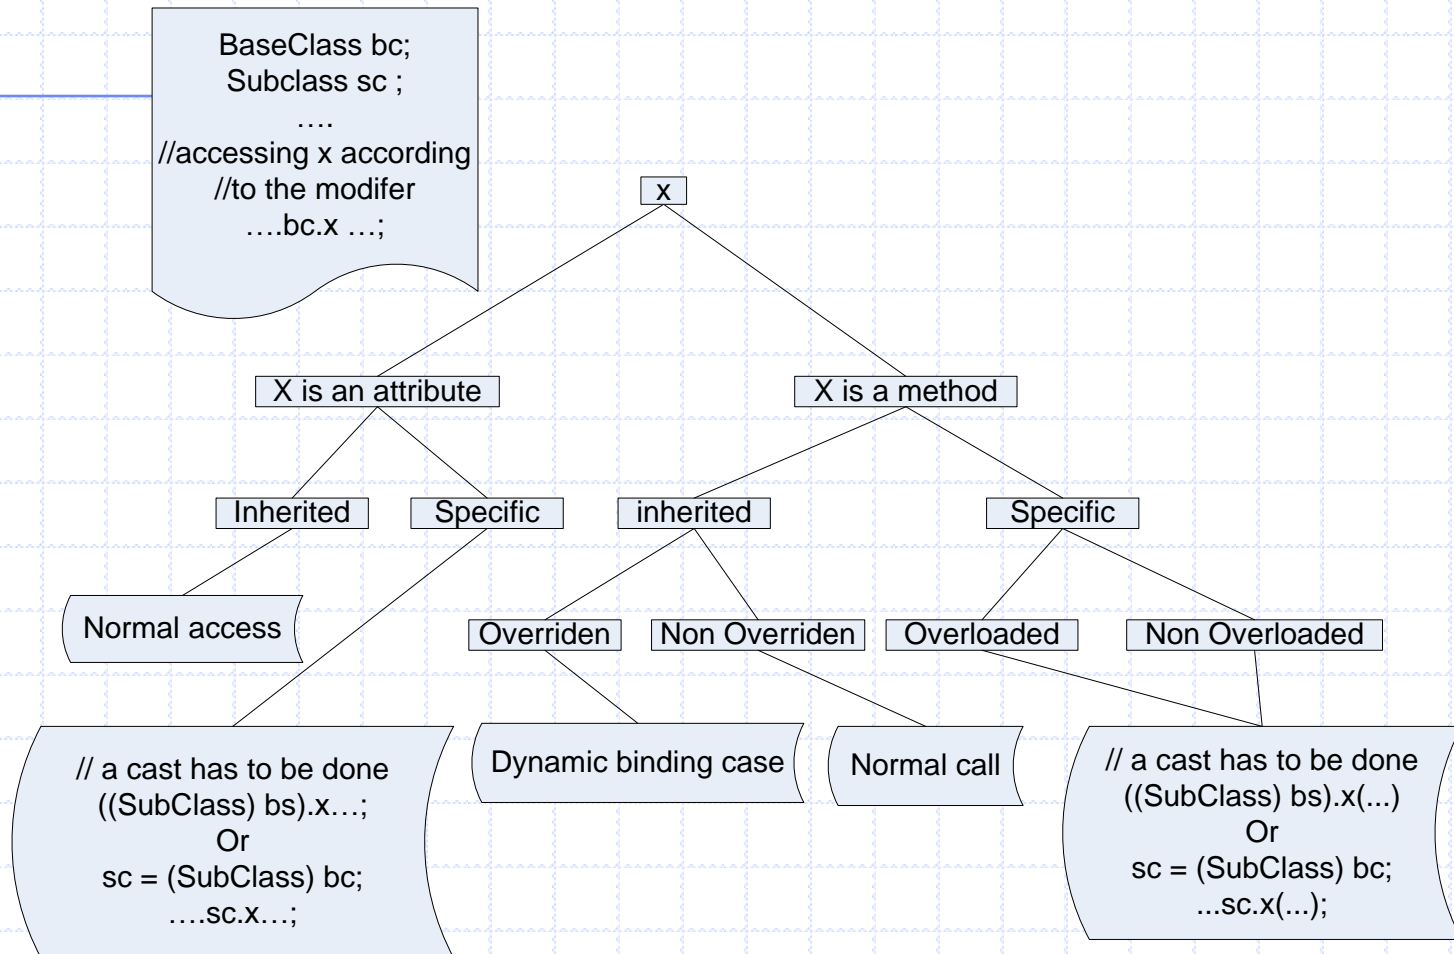 BaseClass bc;
Subclass sc ;
….
//accessing x according
//to the modifer
….bc.x …;
x
X is an attribute
X is a method
Inherited
Specific
inherited
Specific
Normal access
Overriden
Non Overriden
Overloaded
Non Overloaded
// a cast has to be done
((SubClass) bs).x…;
Or
sc = (SubClass) bc;
….sc.x…;
Dynamic binding case
Normal call
// a cast has to be done
((SubClass) bs).x(...)
Or
sc = (SubClass) bc;
...sc.x(...);